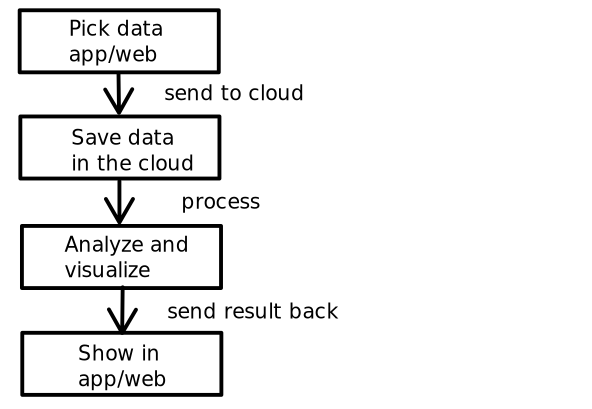 Pick data
app/web
send to cloud
Save data
in the cloud
process
Analyze and
visualize
send result back
Show in
app/web